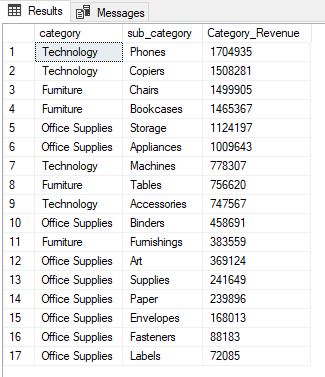 Results Messages
category sub_category Category_Revenue
1 Technology Phones 1704935
2 Technology Copiers 1508281
3 Furniture Chairs 1499905
4 Furniture Bookcases 1465367
5 Office Supplies Storage 1124197
6 Office Supplies Appliances 1009643
7 Technology Machines 778307
8 Furniture Tables 756620
9 Technology Accessories 747567
10 Office Supplies Binders 458691
11 Furniture Furnishings 383559
12 Office Supplies Art 369124
13 Office Supplies Supplies 241649
14 Office Supplies Paper 239896
15 Office Supplies Envelopes 168013
16 Office Supplies Fasteners 88183
17 Office Supplies Labels 72085